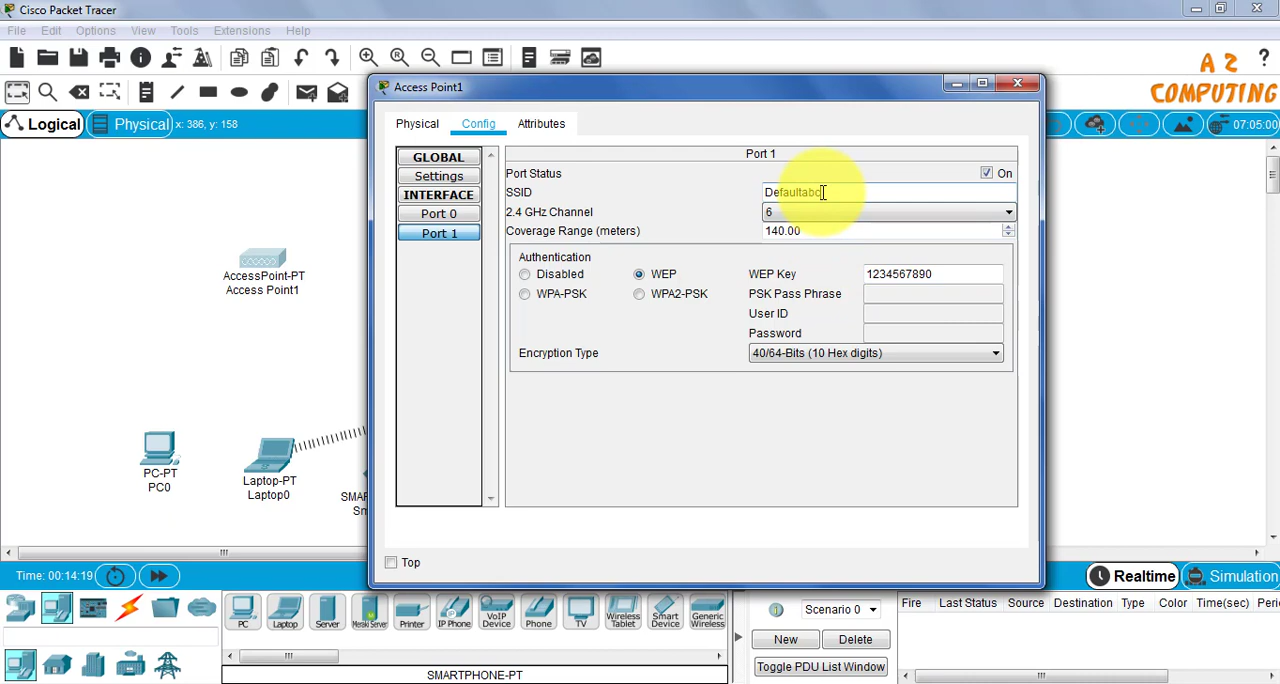 Cisco Packet Tracer
File Edit Options View Tools Extensions Help
A Z
COMPUTING
Logical Physical x: 386, y: 158 07:05:00
Access Point1
Physical Config Attributes
GLOBAL
Settings
INTERFACE
Port 0
Port 1
Port 1
Port Status On
SSID Defaultabc
2.4 GHz Channel 6
Coverage Range (meters) 140.00
Authentication
Disabled WEP WEP Key 1234567890
WPA-PSK WPA2-PSK PSK Pass Phrase
User ID
Password
Encryption Type 40/64-Bits (10 Hex digits)
Top
AccessPoint-PT
Access Point1
PC-PT
PC0
Laptop-PT
Laptop0
SMA
Sm
Time: 00:14:19 Realtime Simulation
PC Laptop Server Meraki Server Printer IP Phone VoIP Device Phone TV Wireless Tablet Smart Device Generic Wireless
SMARTPHONE-PT
Scenario 0
New Delete
Toggle PDU List Window
Fire Last Status Source Destination Type Color Time(sec) Perio